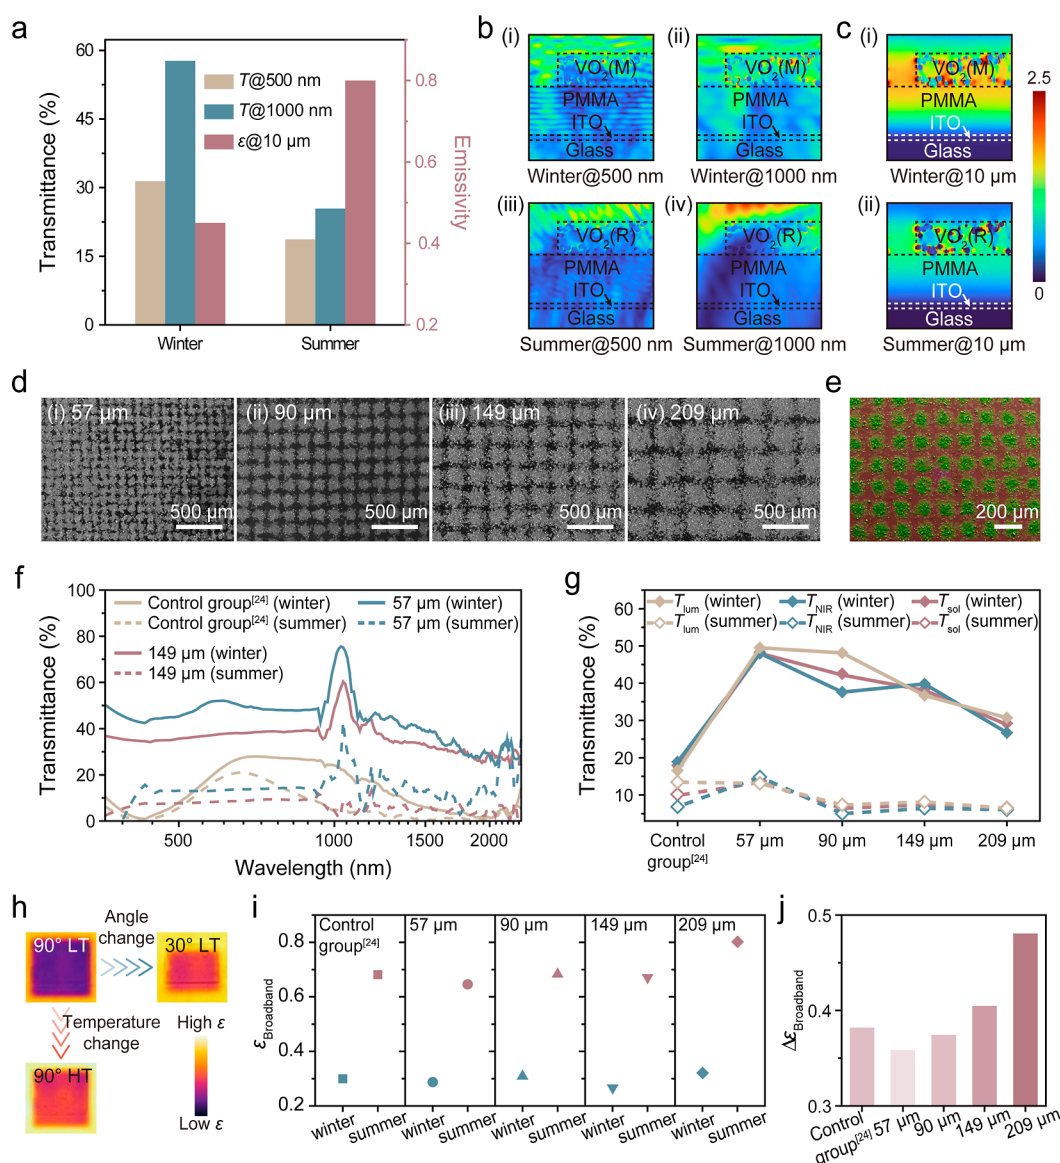 a
Transmittance (%)
60
45
30
15
0
T@500 nm
T@1000 nm
ε@10 μm
Winter
Summer
0.8
0.6
0.4
0.2
Emissivity
b
(i)
VO2(M)
PMMA
ITO
Glass
Winter@500 nm
(ii)
VO2(M)
PMMA
ITO
Glass
Winter@1000 nm
(iii)
VO2(R)
PMMA
ITO
Glass
Summer@500 nm
(iv)
VO2(R)
PMMA
ITO
Glass
Summer@1000 nm
c
(i)
VO2(M)
PMMA
ITO
Glass
Winter@10 μm
(ii)
VO2(R)
PMMA
ITO
Glass
Summer@10 μm
2.5
0
d
(i) 57 μm
500 μm
(ii) 90 μm
500 μm
(iii) 149 μm
500 μm
(iv) 209 μm
500 μm
e
200 μm
f
Transmittance (%)
100
80
60
40
20
0
Control group[24] (winter)
Control group[24] (summer)
149 μm (winter)
149 μm (summer)
57 μm (winter)
57 μm (summer)
500
1000
1500
2000
Wavelength (nm)
g
Transmittance (%)
60
50
40
30
20
10
Tlum (winter)
Tlum (summer)
TNIR (winter)
TNIR (summer)
Tsol (winter)
Tsol (summer)
Control
group[24]
57 μm
90 μm
149 μm
209 μm
h
90° LT
Angle
change
30° LT
Temperature
change
90° HT
High ε
Low ε
i
εBroadband
0.8
0.6
0.4
0.2
Control
group[24]
57 μm
90 μm
149 μm
209 μm
winter
summer
winter
summer
winter
summer
winter
summer
winter
summer
j
ΔεBroadband
0.5
0.4
0.3
Control
group[24]
57 μm
90 μm
149 μm
209 μm